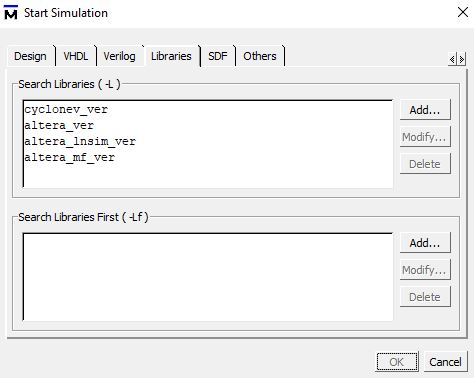 Start Simulation
Design VHDL Verilog Libraries SDF Others
Search Libraries ( -L )
cyclonev_ver
altera_ver
altera_lnsim_ver
altera_mf_ver
Add...
Modify...
Delete
Search Libraries First ( -Lf )
Add...
Modify...
Delete
OK Cancel